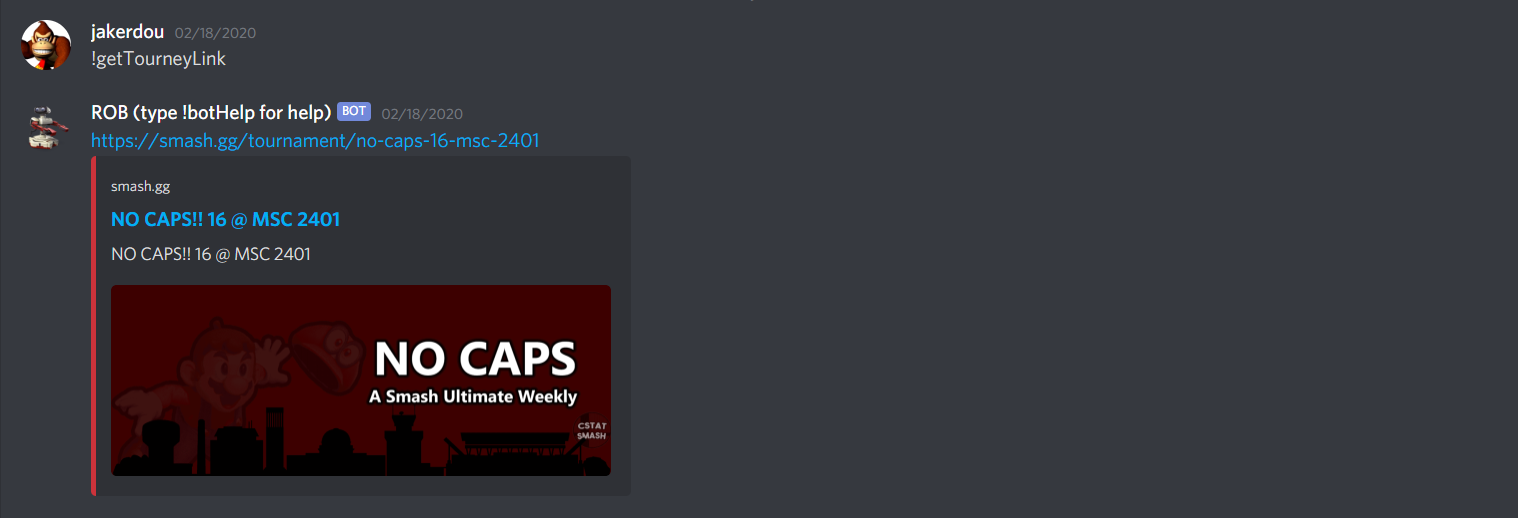 jakerdou 02/18/2020
!getTourneyLink
ROB (type !botHelp for help) BOT 02/18/2020
https://smash.gg/tournament/no-caps-16-msc-2401
smash.gg
NO CAPS!! 16 @ MSC 2401
NO CAPS!! 16 @ MSC 2401
NO CAPS
A Smash Ultimate Weekly
CSTAT
SMASH